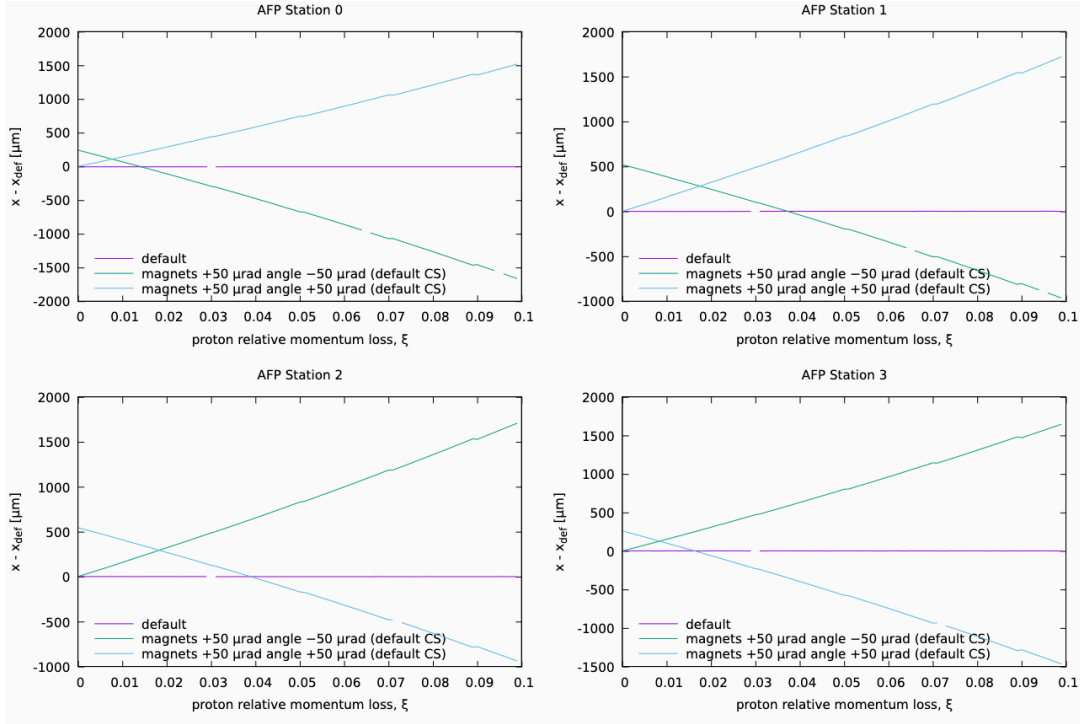 AFP Station 0
2000
1500
1000
500
0
-500
-1000
-1500
-2000
x - x_def [µm]
default
magnets +50 µrad angle −50 µrad (default CS)
magnets +50 µrad angle +50 µrad (default CS)
0 0.01 0.02 0.03 0.04 0.05 0.06 0.07 0.08 0.09 0.1
proton relative momentum loss, ξ
AFP Station 1
2000
1500
1000
500
0
-500
-1000
x - x_def [µm]
default
magnets +50 µrad angle −50 µrad (default CS)
magnets +50 µrad angle +50 µrad (default CS)
0 0.01 0.02 0.03 0.04 0.05 0.06 0.07 0.08 0.09 0.1
proton relative momentum loss, ξ
AFP Station 2
2000
1500
1000
500
0
-500
-1000
x - x_def [µm]
default
magnets +50 µrad angle −50 µrad (default CS)
magnets +50 µrad angle +50 µrad (default CS)
0 0.01 0.02 0.03 0.04 0.05 0.06 0.07 0.08 0.09 0.1
proton relative momentum loss, ξ
AFP Station 3
2000
1500
1000
500
0
-500
-1000
-1500
x - x_def [µm]
default
magnets +50 µrad angle −50 µrad (default CS)
magnets +50 µrad angle +50 µrad (default CS)
0 0.01 0.02 0.03 0.04 0.05 0.06 0.07 0.08 0.09 0.1
proton relative momentum loss, ξ